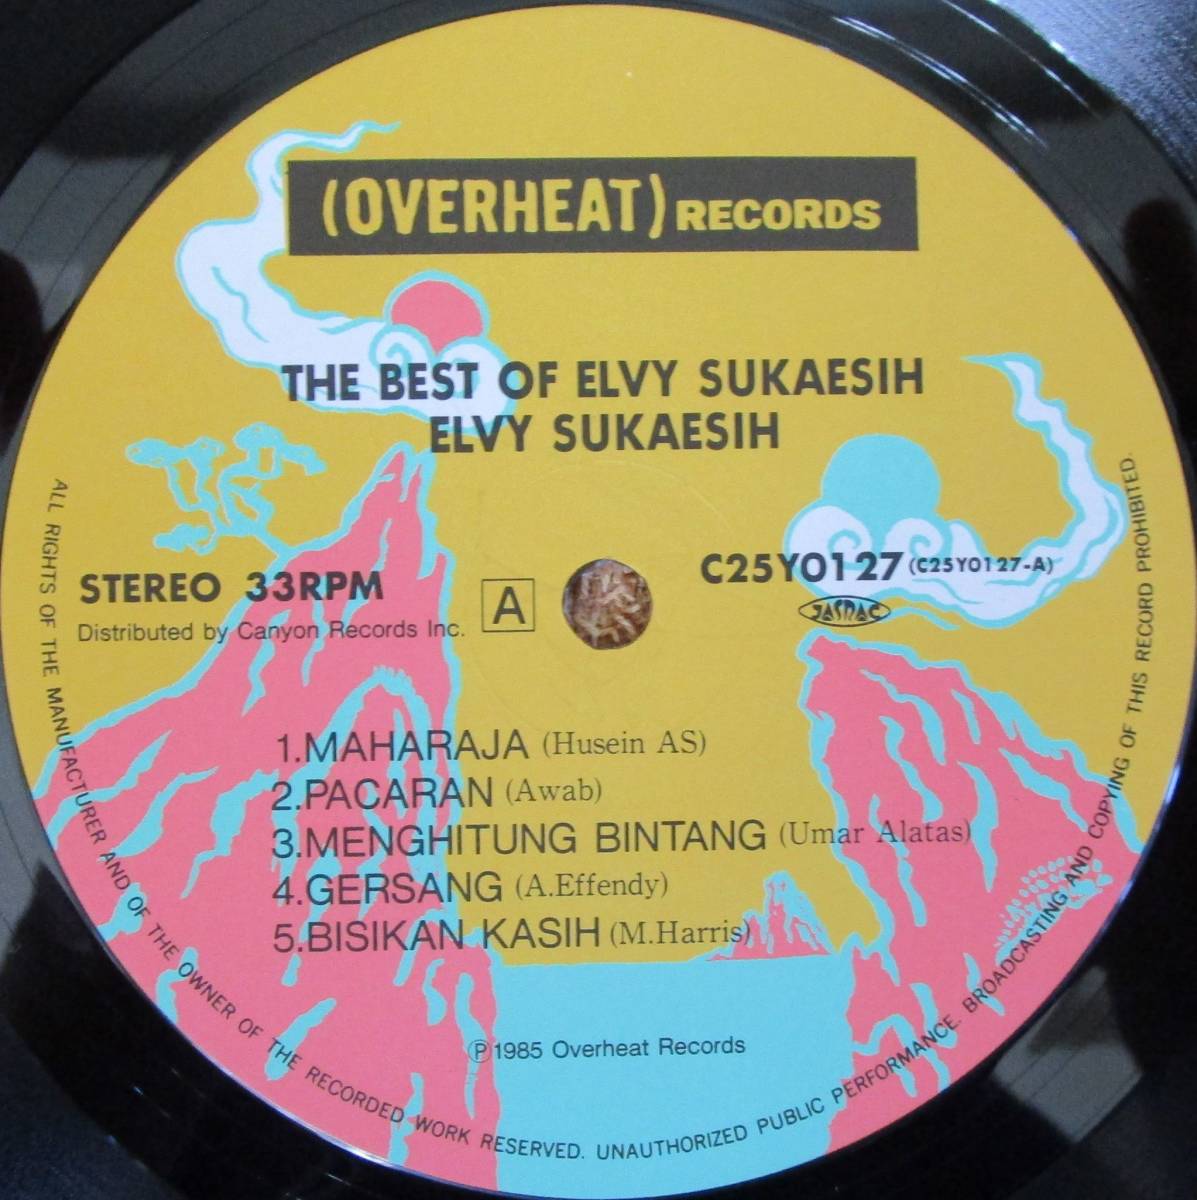 (OVERHEAT) RECORDS
THE BEST OF ELVY SUKAESIH
ELVY SUKAESIH
STEREO 33RPM
Distributed by Canyon Records Inc.
A
C25Y0127 (C25Y0127-A)
JASRAC
1.MAHARAJA (Husein AS)
2.PACARAN (Awab)
3.MENGHITUNG BINTANG (Umar Alatas)
4.GERSANG (A.Effendy)
5.BISIKAN KASIH (M.Harris)
Ⓟ1985 Overheat Records
ALL RIGHTS OF THE MANUFACTURER AND OF THE OWNER OF THE RECORDED WORK RESERVED. UNAUTHORIZED PUBLIC PERFORMANCE. BROADCASTING AND COPYING OF THIS RECORD PROHIBITED.